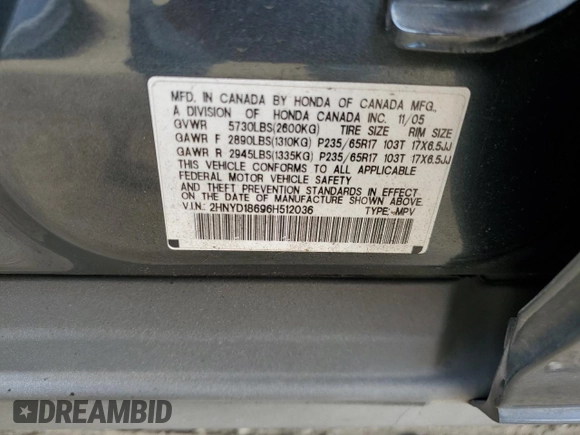 MFD. IN CANADA BY HONDA OF CANADA MFG.,
A DIVISION OF HONDA CANADA INC. 11/05
GVWR 5730LBS(2600KG) TIRE SIZE RIM SIZE
GAWR F 2890LBS(1310KG) P235/65R17 103T 17X6.5JJ
GAWR R 2945LBS(1335KG) P235/65R17 103T 17X6.5JJ
THIS VEHICLE CONFORMS TO ALL APPLICABLE
FEDERAL MOTOR VEHICLE SAFETY
AND THEFT PREVENTION STANDARDS IN EFFECT
ON THE DATE OF MANUFACTURE SHOWN ABOVE.
V.I.N.: 2HNYD18696H512036 TYPE: MPV
DREAMBID